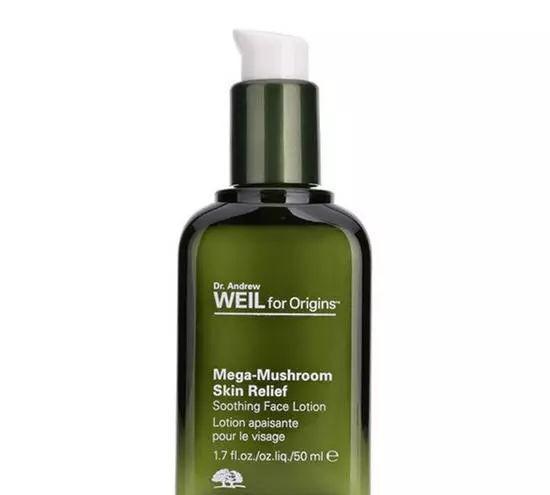 Dr. Andrew
WEIL for Origins™
Mega-Mushroom
Skin Relief
Soothing Face Lotion
Lotion apaisante
pour le visage
1.7 fl.oz./oz.liq./50 ml ℮